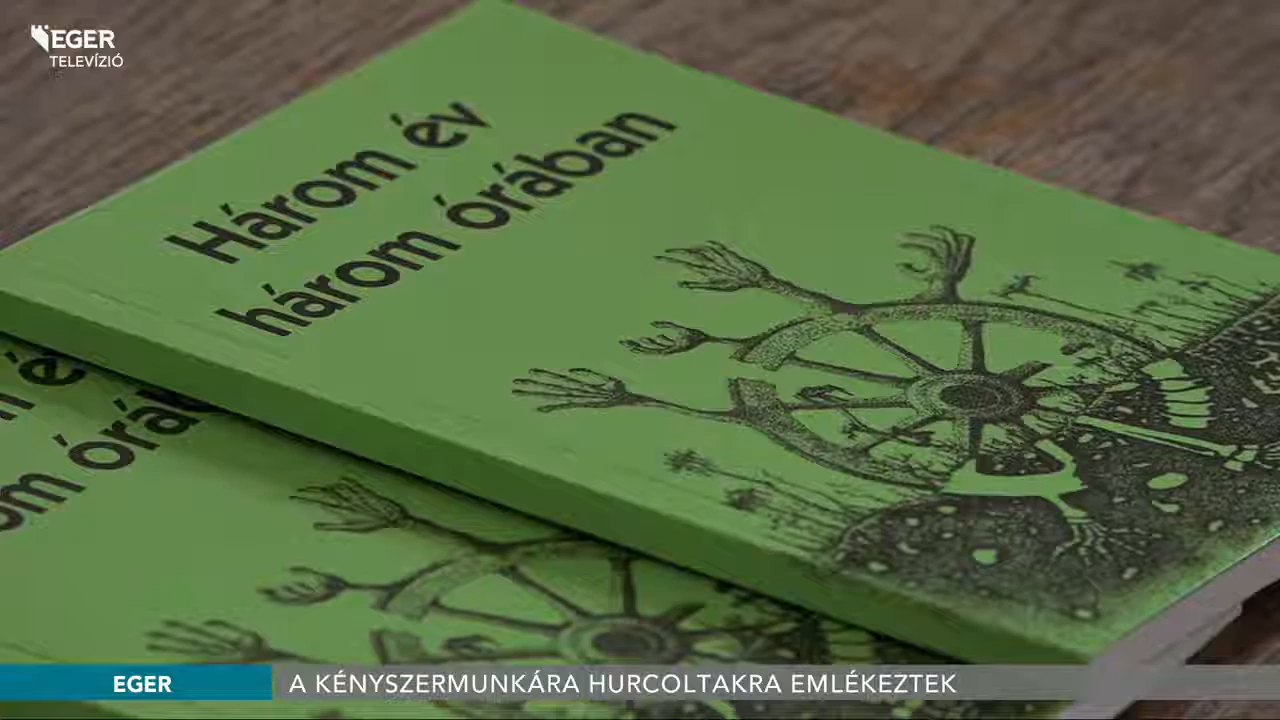 EGER
TELEVÍZIÓ
Három év
három órában
EGER
A KÉNYSZERMUNKÁRA HURCOLTAKRA EMLÉKEZTEK